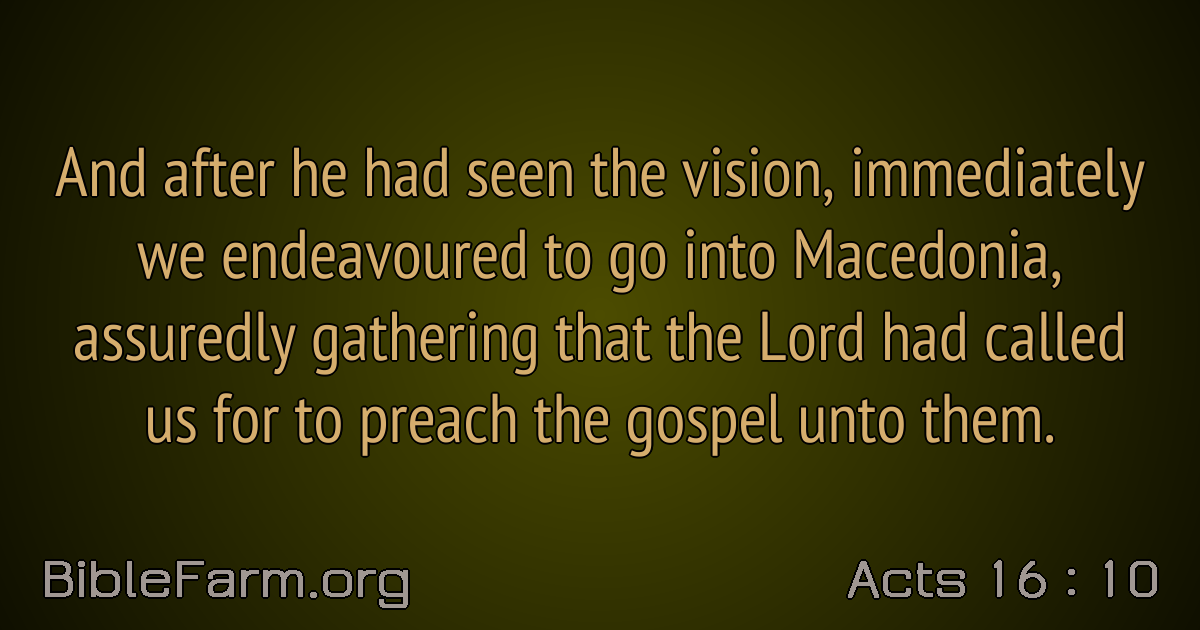 And after he had seen the vision, immediately
we endeavoured to go into Macedonia,
assuredly gathering that the Lord had called
us for to preach the gospel unto them.
BibleFarm.org
Acts 16 : 10